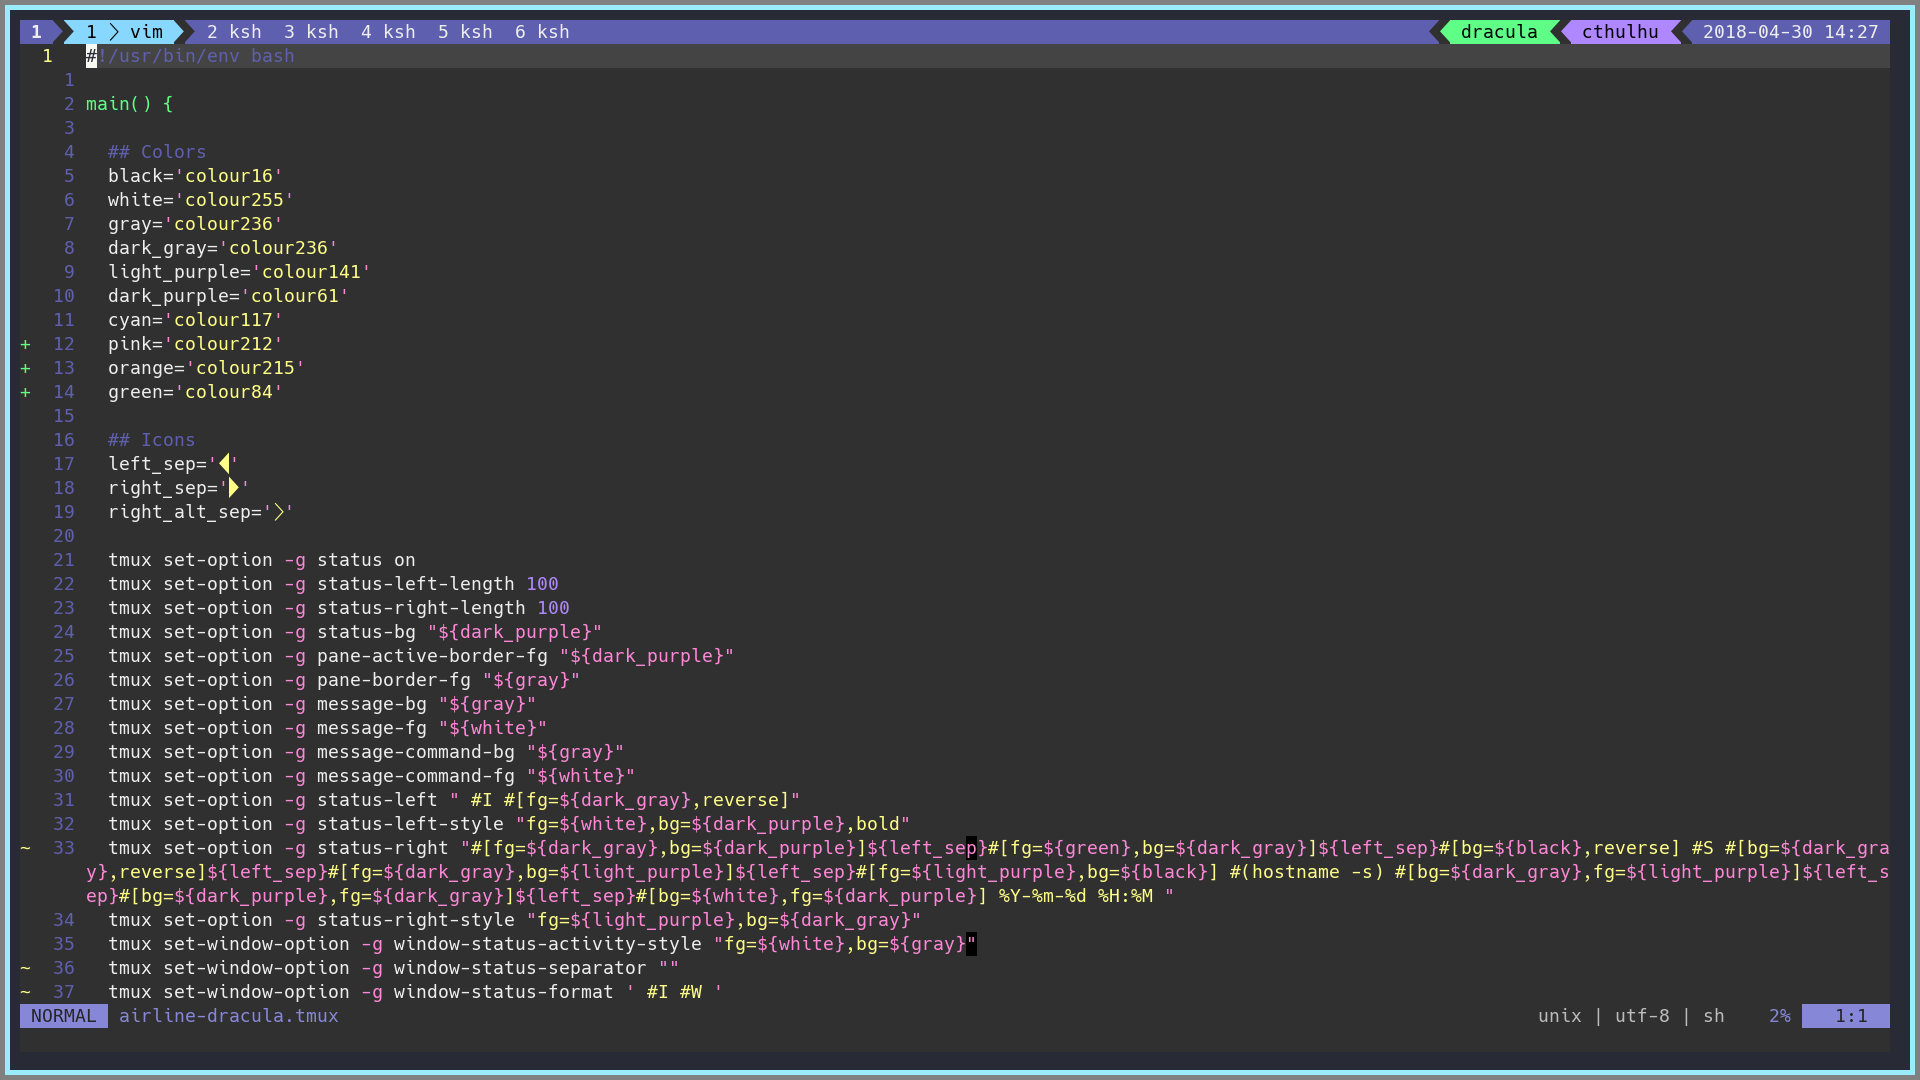 1 1 vim 2 ksh 3 ksh 4 ksh 5 ksh 6 ksh dracula cthulhu 2018-04-30 14:27
1 #!/usr/bin/env bash
1
2 main() {
3
4 ## Colors
5 black='colour16'
6 white='colour255'
7 gray='colour236'
8 dark_gray='colour236'
9 light_purple='colour141'
10 dark_purple='colour61'
11 cyan='colour117'
+ 12 pink='colour212'
+ 13 orange='colour215'
+ 14 green='colour84'
15
16 ## Icons
17 left_sep=''
18 right_sep=''
19 right_alt_sep=''
20
21 tmux set-option -g status on
22 tmux set-option -g status-left-length 100
23 tmux set-option -g status-right-length 100
24 tmux set-option -g status-bg "${dark_purple}"
25 tmux set-option -g pane-active-border-fg "${dark_purple}"
26 tmux set-option -g pane-border-fg "${gray}"
27 tmux set-option -g message-bg "${gray}"
28 tmux set-option -g message-fg "${white}"
29 tmux set-option -g message-command-bg "${gray}"
30 tmux set-option -g message-command-fg "${white}"
31 tmux set-option -g status-left " #I #[fg=${dark_gray},reverse]"
32 tmux set-option -g status-left-style "fg=${white},bg=${dark_purple},bold"
~ 33 tmux set-option -g status-right "#[fg=${dark_gray},bg=${dark_purple}]${left_sep}#[fg=${green},bg=${dark_gray}]${left_sep}#[bg=${black},reverse] #S #[bg=${dark_gra
y},reverse]${left_sep}#[fg=${dark_gray},bg=${light_purple}]${left_sep}#[fg=${light_purple},bg=${black}] #(hostname -s) #[bg=${dark_gray},fg=${light_purple}]${left_s
ep}#[bg=${dark_purple},fg=${dark_gray}]${left_sep}#[bg=${white},fg=${dark_purple}] %Y-%m-%d %H:%M "
34 tmux set-option -g status-right-style "fg=${light_purple},bg=${dark_gray}"
35 tmux set-window-option -g window-status-activity-style "fg=${white},bg=${gray}"
~ 36 tmux set-window-option -g window-status-separator ""
~ 37 tmux set-window-option -g window-status-format ' #I #W '
NORMAL airline-dracula.tmux unix | utf-8 | sh 2% 1:1